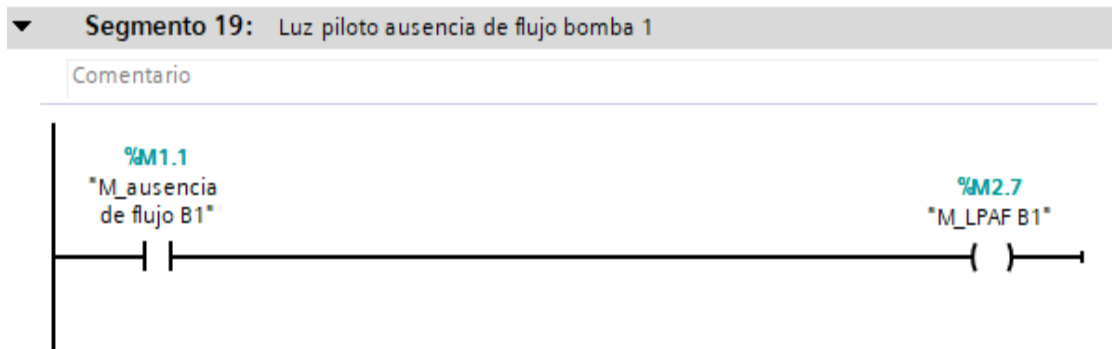 Segmento 19: Luz piloto ausencia de flujo bomba 1
Comentario
%M1.1
"M_ausencia
de flujo B1"
%M2.7
"M_LPAF B1"